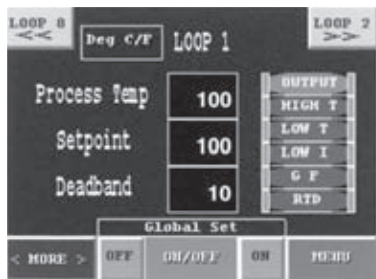 LOOP 8
<<
Deg C/F
LOOP 1
LOOP 2
>>
Process Temp 100
Setpoint 100
Deadband 10
OUTPUT
HIGH T
LOW T
LOW I
G F
RTD
Global Set
< MORE > OFF ON/OFF ON MENU